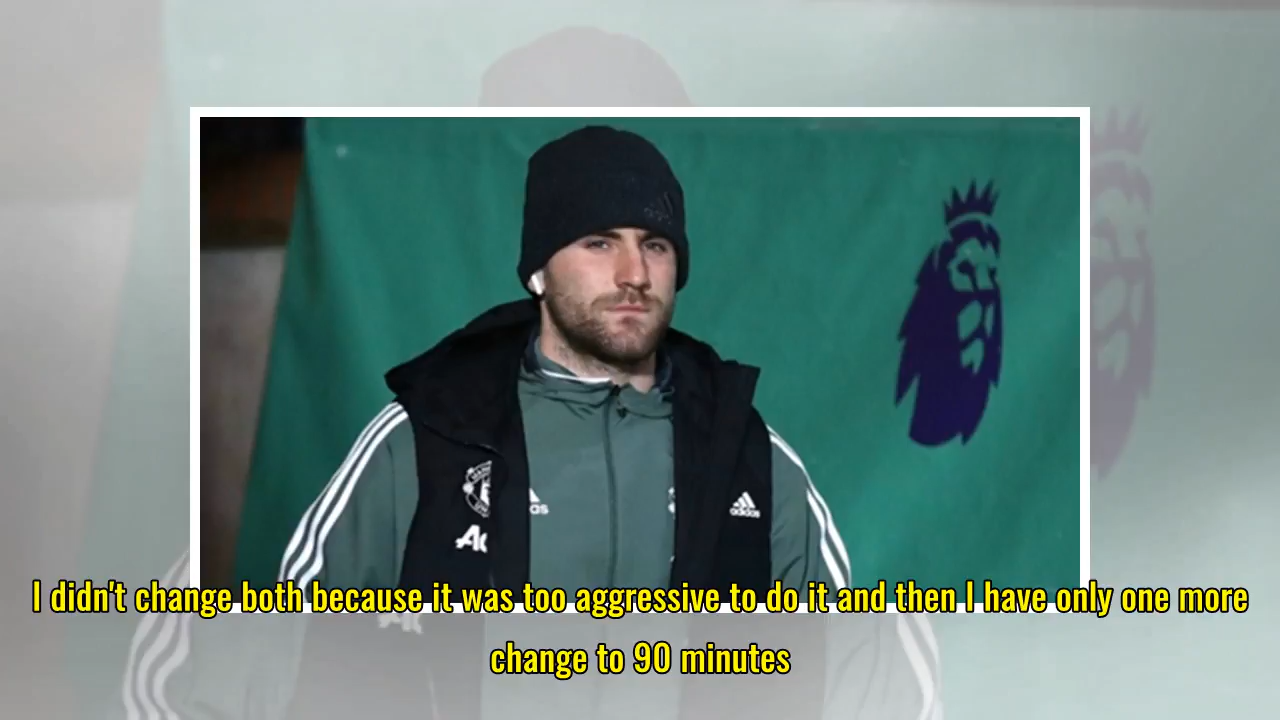 adidas
I didn't change both because it was too aggressive to do it and then I have only one more
change to 90 minutes